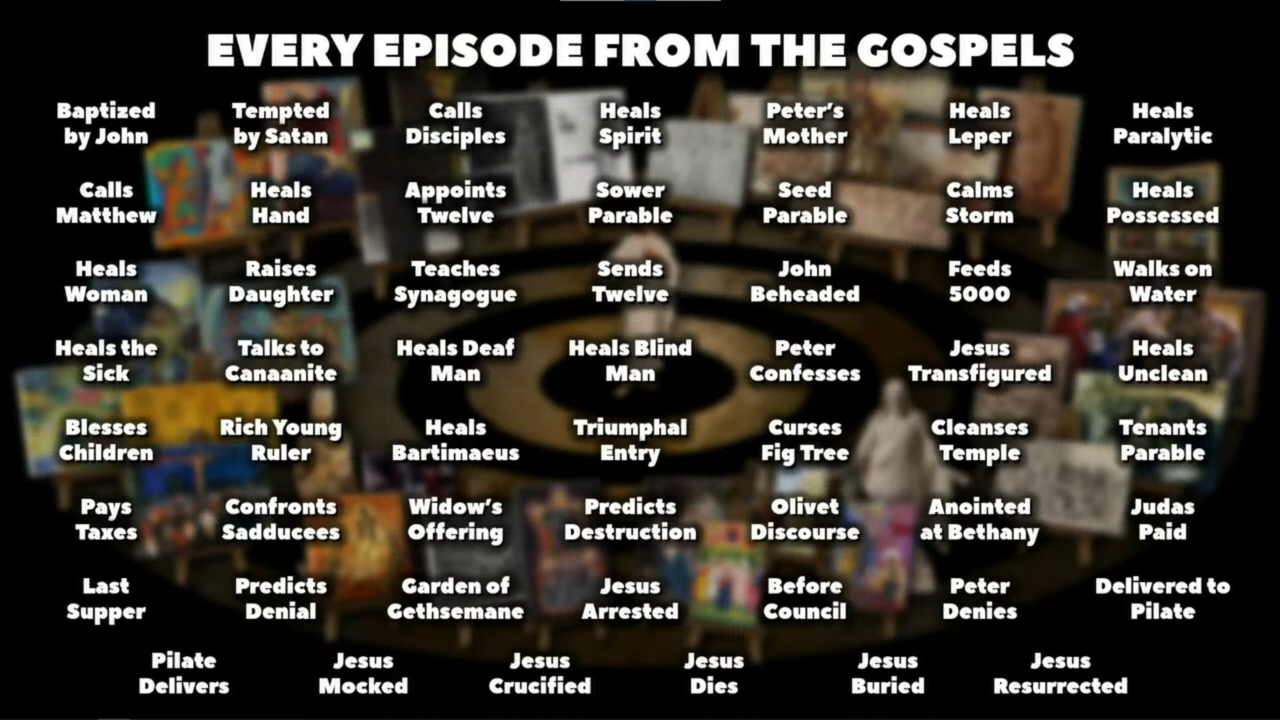 EVERY EPISODE FROM THE GOSPELS
Baptized by John
Tempted by Satan
Calls Disciples
Heals Spirit
Peter's Mother
Heals Leper
Heals Paralytic
Calls Matthew
Heals Hand
Appoints Twelve
Sower Parable
Seed Parable
Calms Storm
Heals Possessed
Heals Woman
Raises Daughter
Teaches Synagogue
Sends Twelve
John Beheaded
Feeds 5000
Walks on Water
Heals the Sick
Talks to Canaanite
Heals Deaf Man
Heals Blind Man
Peter Confesses
Jesus Transfigured
Heals Unclean
Blesses Children
Rich Young Ruler
Heals Bartimaeus
Triumphal Entry
Curses Fig Tree
Cleanses Temple
Tenants Parable
Pays Taxes
Confronts Sadducees
Widow's Offering
Predicts Destruction
Olivet Discourse
Anointed at Bethany
Judas Paid
Last Supper
Predicts Denial
Garden of Gethsemane
Jesus Arrested
Before Council
Peter Denies
Delivered to Pilate
Pilate Delivers
Jesus Mocked
Jesus Crucified
Jesus Dies
Jesus Buried
Jesus Resurrected